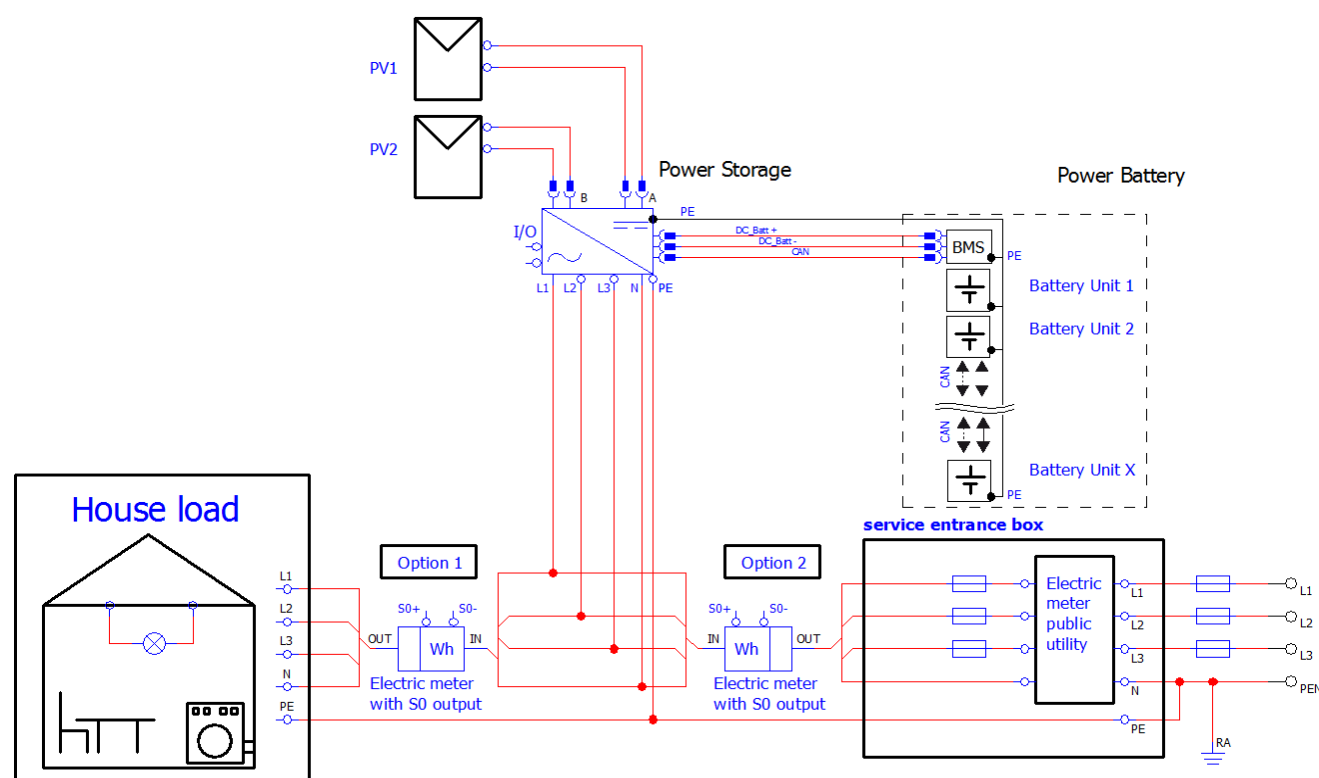 PV1
PV2
Power Storage
Power Battery
B
A
PE
I/O
DC_Batt +
DC_Batt -
CAN
BMS
PE
L1
L2
L3
N
PE
Battery Unit 1
Battery Unit 2
CAN
CAN
Battery Unit X
PE
House load
service entrance box
Option 1
Option 2
L1
L2
L3
N
PE
OUT
S0+
S0-
Wh
IN
Electric meter
with S0 output
IN
S0+
S0-
Wh
OUT
Electric meter
with S0 output
Electric
meter
public
utility
L1
L2
L3
N
PE
L1
L2
L3
PEN
RA